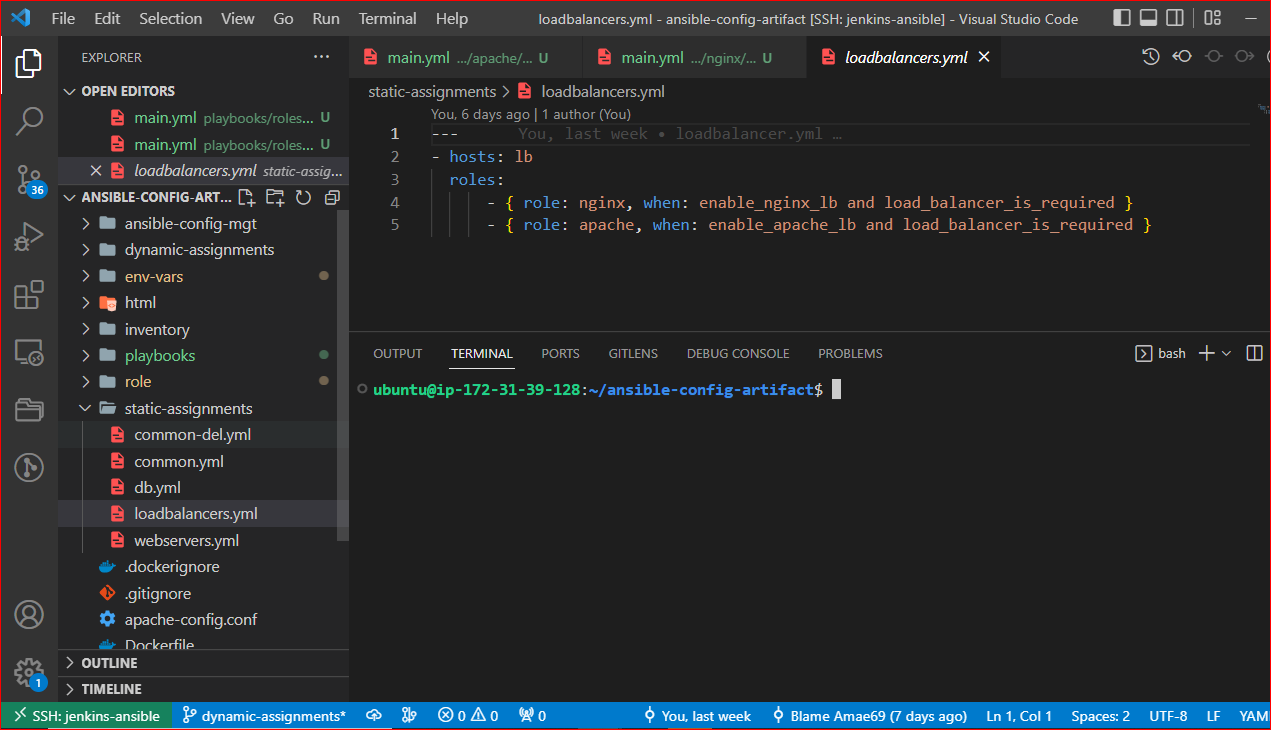 File Edit Selection View Go Run Terminal Help loadbalancers.yml - ansible-config-artifact [SSH: jenkins-ansible] - Visual Studio Code
EXPLORER
OPEN EDITORS
main.yml playbooks/roles... U
main.yml playbooks/roles... U
loadbalancers.yml static-assig...
ANSIBLE-CONFIG-ART...
ansible-config-mgt
dynamic-assignments
env-vars
html
inventory
playbooks
role
static-assignments
common-del.yml
common.yml
db.yml
loadbalancers.yml
webservers.yml
.dockerignore
.gitignore
apache-config.conf
Dockerfile
OUTLINE
TIMELINE
36
1
main.yml .../apache/... U main.yml .../nginx/... U loadbalancers.yml
static-assignments > loadbalancers.yml
You, 6 days ago | 1 author (You)
1 --- You, last week • loadbalancer.yml …
2 - hosts: lb
3 roles:
4 - { role: nginx, when: enable_nginx_lb and load_balancer_is_required }
5 - { role: apache, when: enable_apache_lb and load_balancer_is_required }
OUTPUT TERMINAL PORTS GITLENS DEBUG CONSOLE PROBLEMS bash
ubuntu@ip-172-31-39-128:~/ansible-config-artifact$
SSH: jenkins-ansible dynamic-assignments* 0 0 0 You, last week Blame Amae69 (7 days ago) Ln 1, Col 1 Spaces: 2 UTF-8 LF YAM